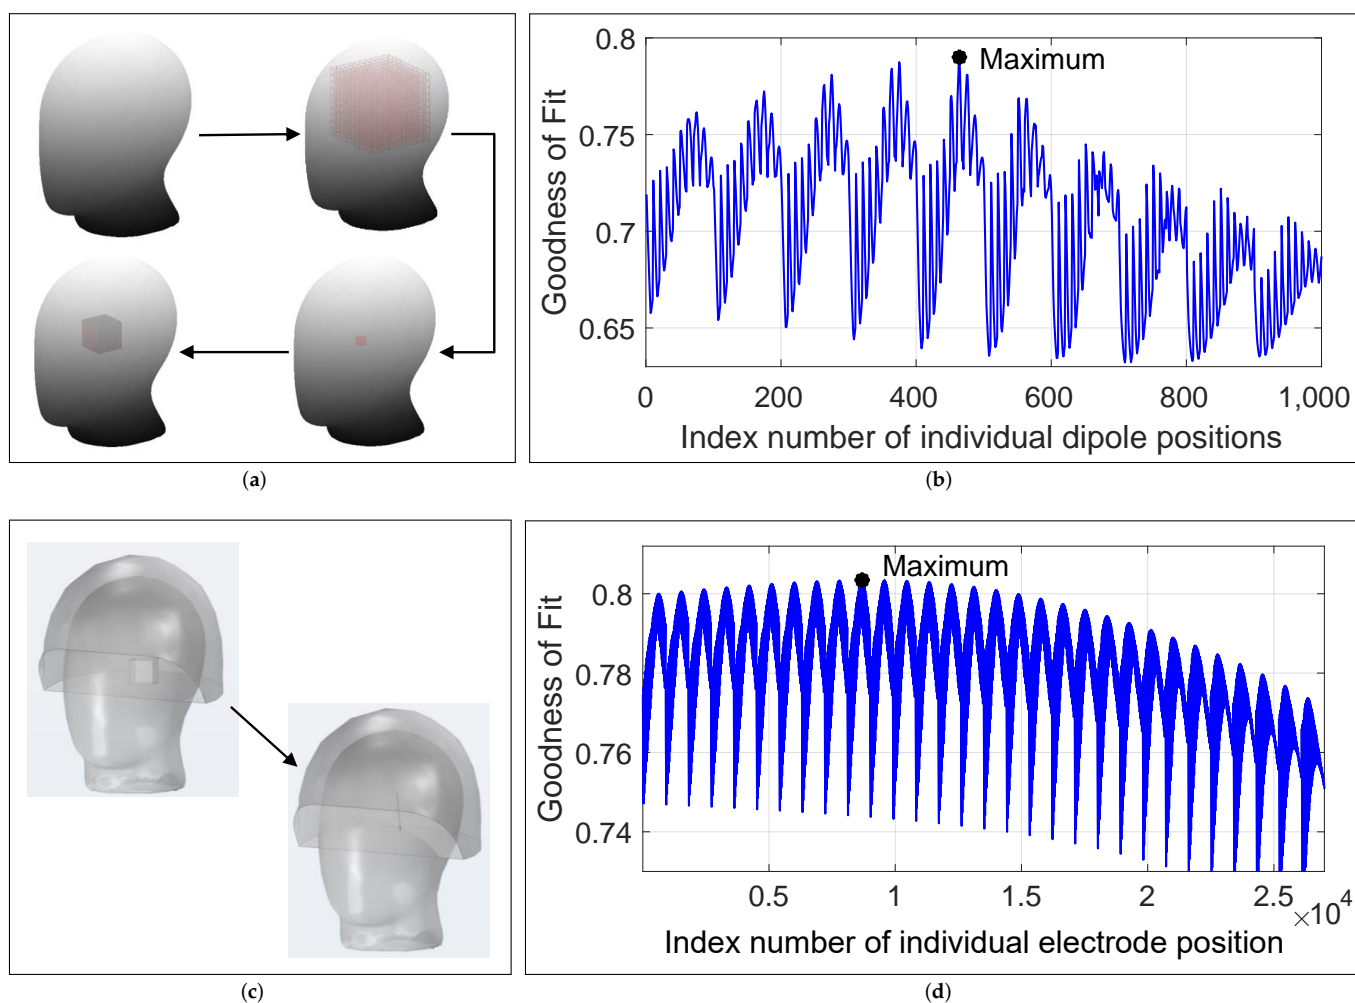 0.8
0.75
0.7
0.65
Goodness of Fit
Maximum
0 200 400 600 800 1,000
Index number of individual dipole positions
(a)
(b)
0.8
0.78
0.76
0.74
Goodness of Fit
Maximum
0.5 1 1.5 2 2.5
×10⁴
Index number of individual electrode position
(c)
(d)